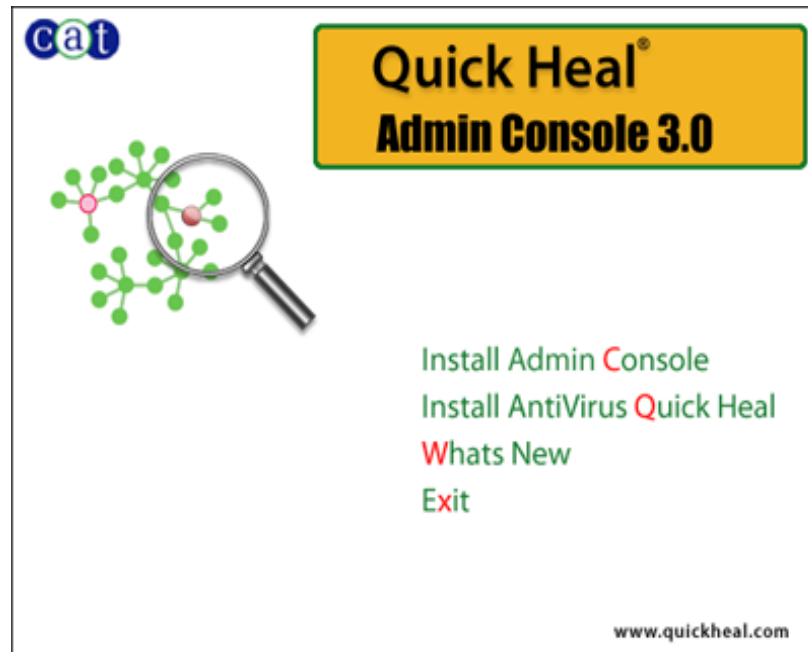 cat
Quick Heal®
Admin Console 3.0
Install Admin Console
Install AntiVirus Quick Heal
Whats New
Exit
www.quickheal.com